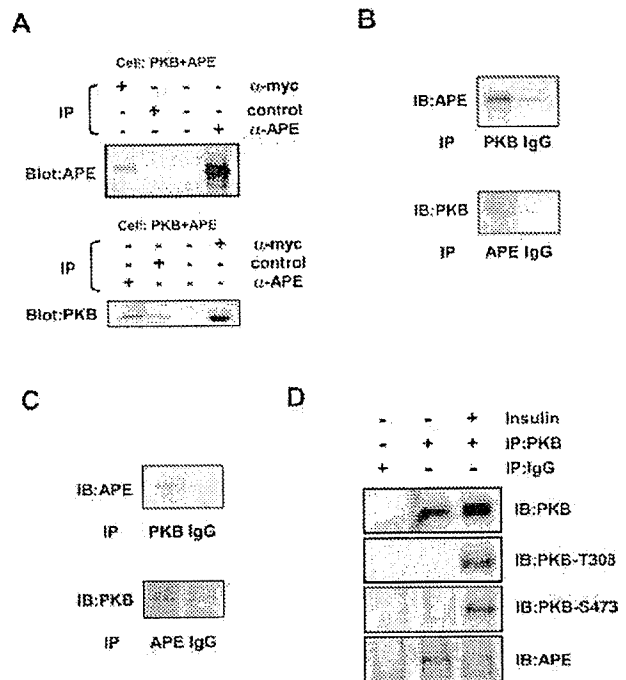 A
Cell: PKB+APE
+ - - - α-myc
IP - + - - control
- - - + α-APE
Blot:APE
Cell: PKB+APE
- - - + α-myc
IP - + - - control
+ - - - α-APE
Blot:PKB
B
IB:APE
IP PKB IgG
IB:PKB
IP APE IgG
C
IB:APE
IP PKB IgG
IB:PKB
IP APE IgG
D
- - + Insulin
- + + IP:PKB
+ - - IP:IgG
IB:PKB
IB:PKB-T308
IB:PKB-S473
IB:APE